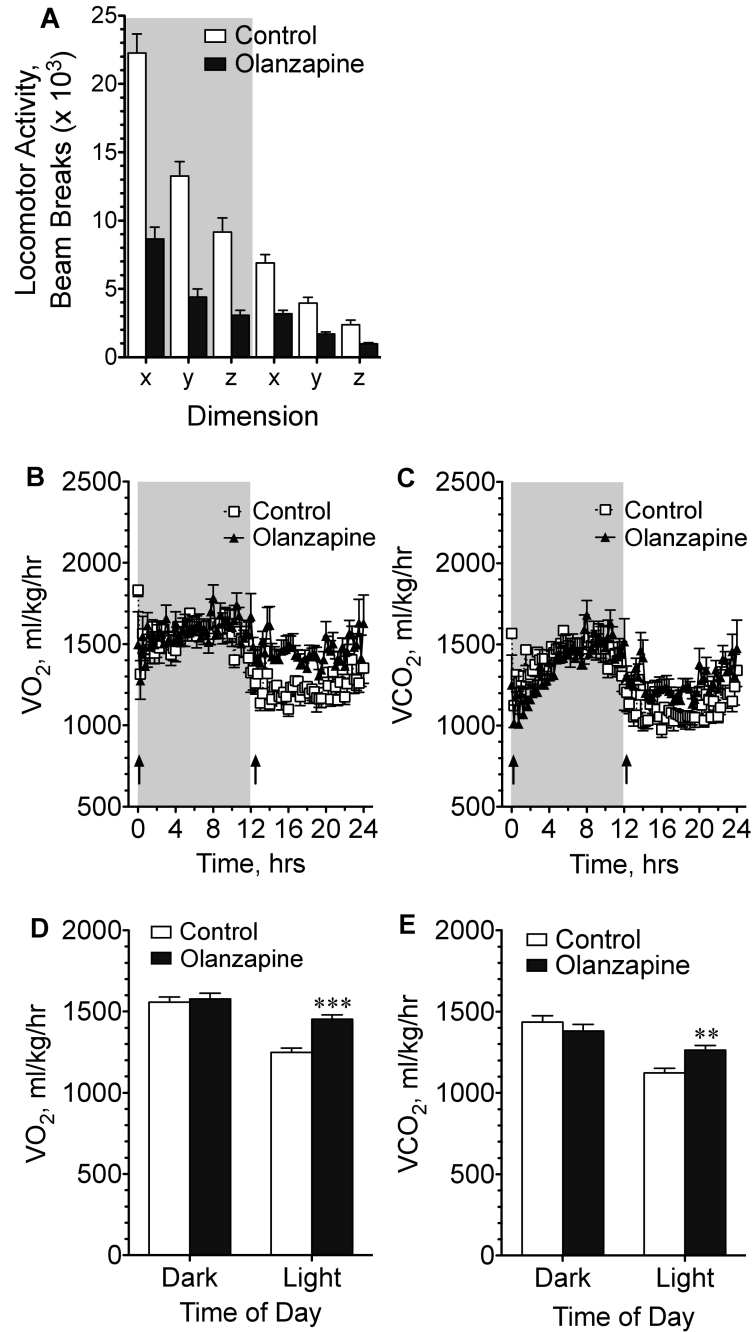 A
Locomotor Activity,
Beam Breaks (x 10³)
25
20
15
10
5
0
Control
Olanzapine
x y z x y z
Dimension
B
VO₂, ml/kg/hr
2500
2000
1500
1000
500
Control
Olanzapine
0 4 8 12 16 20 24
Time, hrs
C
VCO₂, ml/kg/hr
2500
2000
1500
1000
500
Control
Olanzapine
0 4 8 12 16 20 24
Time, hrs
D
VO₂, ml/kg/hr
2000
1500
1000
500
0
Control
Olanzapine
***
Dark Light
Time of Day
E
VCO₂, ml/kg/hr
2000
1500
1000
500
0
Control
Olanzapine
**
Dark Light
Time of Day